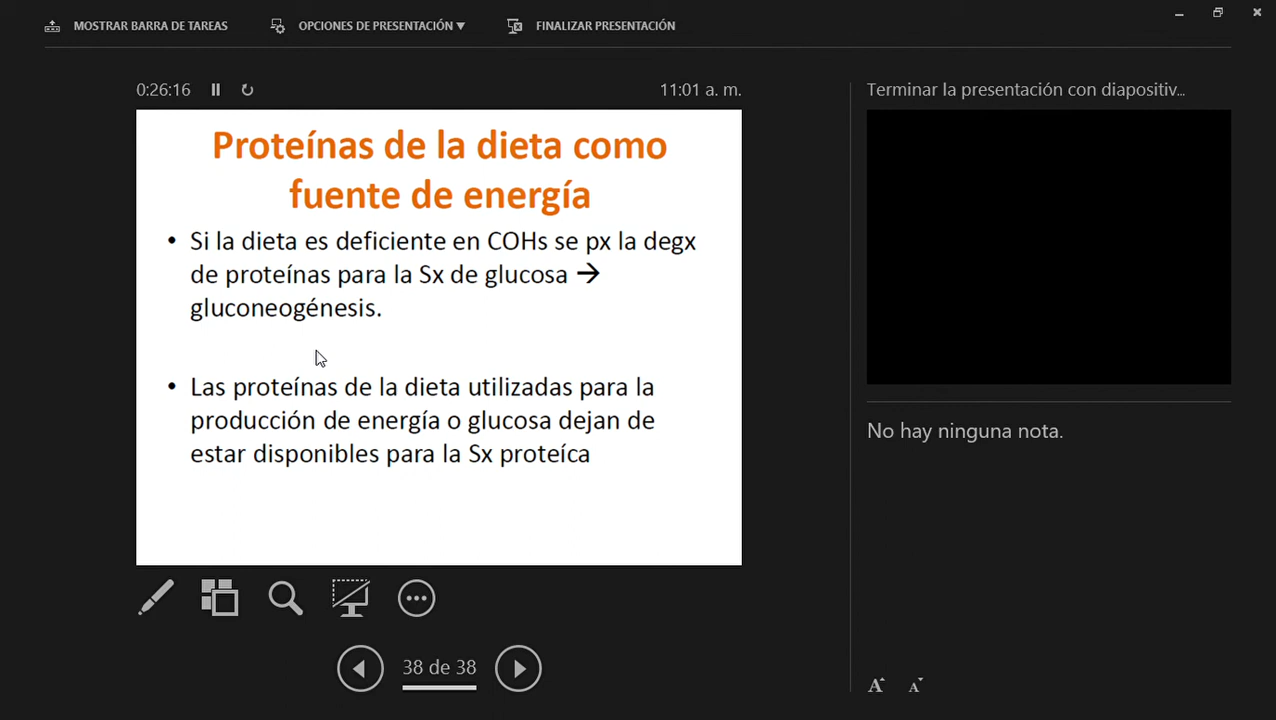 MOSTRAR BARRA DE TAREAS
OPCIONES DE PRESENTACIÓN ▼
FINALIZAR PRESENTACIÓN
0:26:16
11:01 a. m.
Proteínas de la dieta como
fuente de energía
• Si la dieta es deficiente en COHs se px la degx
de proteínas para la Sx de glucosa →
gluconeogénesis.
• Las proteínas de la dieta utilizadas para la
producción de energía o glucosa dejan de
estar disponibles para la Sx proteíca
38 de 38
Terminar la presentación con diapositiv...
No hay ninguna nota.
A A